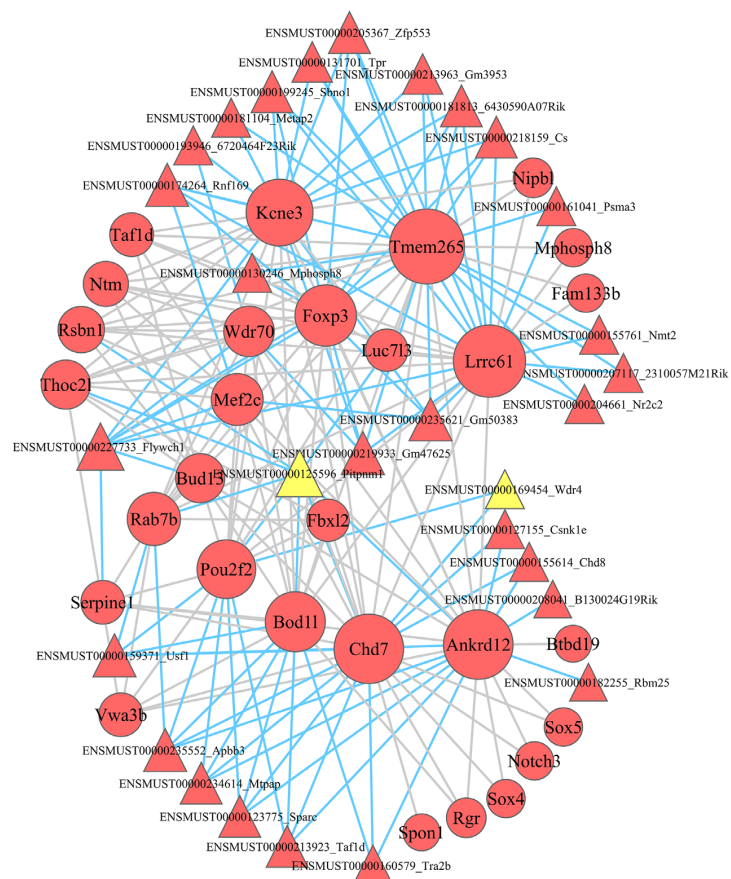 ENSMUST00000205367_Zfp553
ENSMUST00000131701_Tpr
ENSMUST00000213963_Gm3953
ENSMUST00000199245_Sbno1
ENSMUST00000181813_6430590A07Rik
ENSMUST00000181104_Metap2
ENSMUST00000218159_Cs
ENSMUST00000193946_6720464F23Rik
Nipbl
ENSMUST00000174264_Rnf169
ENSMUST00000161041_Psma3
Kcne3
Taf1d
Tmem265
Mphosph8
ENSMUST00000130246_Mphosph8
Ntm
Fam133b
Foxp3
Rsbn1
Wdr70
ENSMUST00000155761_Nmt2
Luc7l3
Lrrc61
NSMUST00000207117_2310057M21Rik
Thoc2l
Mef2c
ENSMUST00000204661_Nr2c2
ENSMUST00000235621_Gm50383
ENSMUST00000227733_Flywch1
ENSMUST00000219933_Gm47625
Bud13
ENSMUST00000125596_Pitpnm1
ENSMUST00000169454_Wdr4
Rab7b
Fbxl2
ENSMUST00000127155_Csnk1e
ENSMUST00000155614_Chd8
Pou2f2
Serpine1
ENSMUST00000208041_B130024G19Rik
Bod1l
Chd7
Ankrd12
Btbd19
ENSMUST00000159371_Usf1
ENSMUST00000182255_Rbm25
Vwa3b
Sox5
ENSMUST00000235552_Apbb3
Notch3
ENSMUST00000234614_Mtpap
Sox4
ENSMUST00000123775_Sparc
Rgr
Spon1
ENSMUST00000213923_Taf1d
ENSMUST00000160579_Tra2b